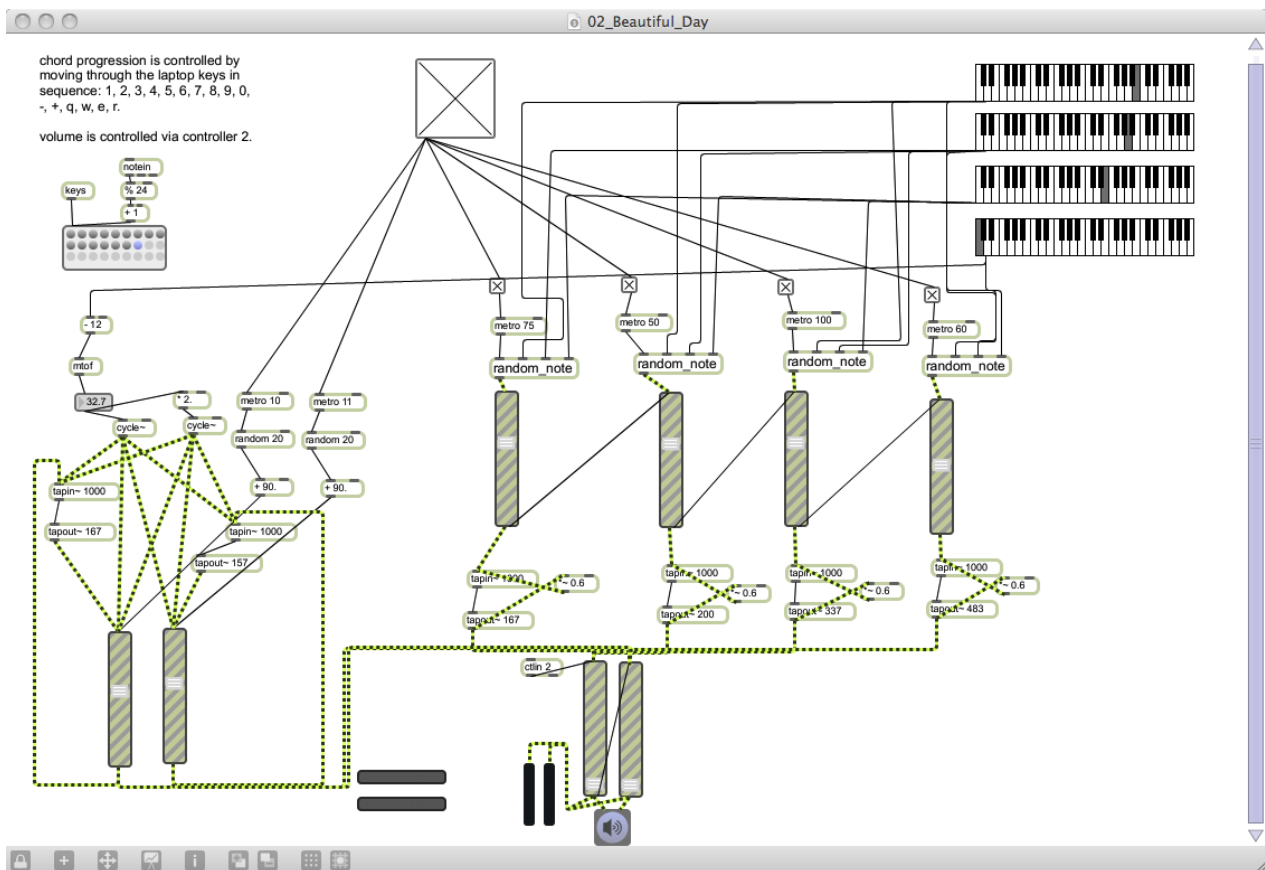 02_Beautiful_Day
chord progression is controlled by
moving through the laptop keys in
sequence: 1, 2, 3, 4, 5, 6, 7, 8, 9, 0,
-, +, q, w, e, r.
volume is controlled via controller 2.
notein
keys
% 24
+ 1
- 12
mtof
32.7
* 2.
cycle~
cycle~
metro 10
metro 11
random 20
random 20
+ 90.
+ 90.
tapin~ 1000
tapout~ 167
tapin~ 1000
tapout~ 157
metro 75
metro 50
metro 100
metro 60
random_note
random_note
random_note
random_note
tapin~ 1000
~ 0.6
tapout~ 167
tapin~ 1000
~ 0.6
tapout~ 200
tapin~ 1000
~ 0.6
tapout~ 337
tapin~ 1000
~ 0.6
tapout~ 483
ctlin 2
i